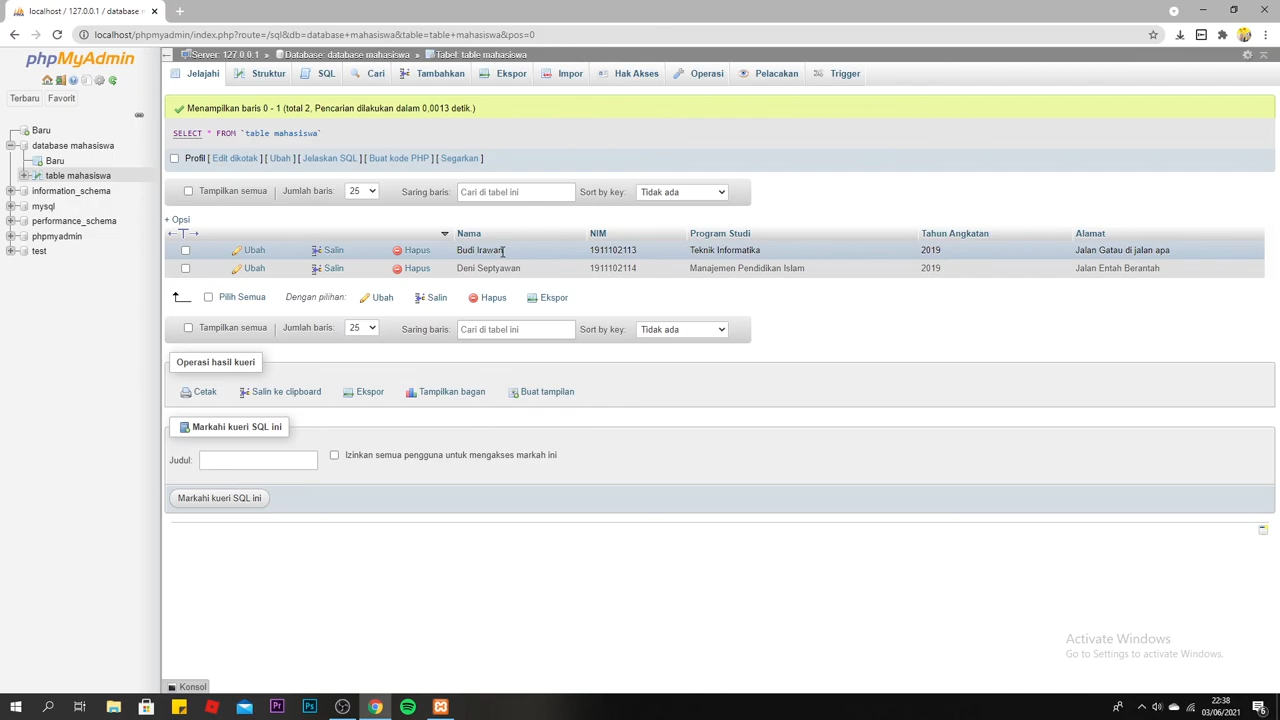 localhost / 127.0.0.1 / database m
localhost/phpmyadmin/index.php?route=/sql&db=database+mahasiswa&table=table+mahasiswa&pos=0
phpMyAdmin
Server: 127.0.0.1 » Database: database mahasiswa » Tabel: table mahasiswa
Jelajahi Struktur SQL Cari Tambahkan Ekspor Impor Hak Akses Operasi Pelacakan Trigger
Terbaru Favorit
Menampilkan baris 0 - 1 (total 2, Pencarian dilakukan dalam 0,0013 detik.)
SELECT * FROM `table mahasiswa`
Profil [ Edit dikotak ] [ Ubah ] [ Jelaskan SQL ] [ Buat kode PHP ] [ Segarkan ]
Baru
database mahasiswa
Baru
table mahasiswa
information_schema
mysql
performance_schema
phpmyadmin
test
Tampilkan semua Jumlah baris: 25 Saring baris: Cari di tabel ini Sort by key: Tidak ada
+ Opsi
←T→ Nama NIM Program Studi Tahun Angkatan Alamat
Ubah Salin Hapus Budi Irawan 1911102113 Teknik Informatika 2019 Jalan Gatau di jalan apa
Ubah Salin Hapus Deni Septyawan 1911102114 Manajemen Pendidikan Islam 2019 Jalan Entah Berantah
Pilih Semua Dengan pilihan: Ubah Salin Hapus Ekspor
Tampilkan semua Jumlah baris: 25 Saring baris: Cari di tabel ini Sort by key: Tidak ada
Operasi hasil kueri
Cetak Salin ke clipboard Ekspor Tampilkan bagan Buat tampilan
Markahi kueri SQL ini
Judul: Izinkan semua pengguna untuk mengakses markah ini
Markahi kueri SQL ini
Activate Windows
Go to Settings to activate Windows.
Konsol
Pr Ps
22:38
03/06/2021
6